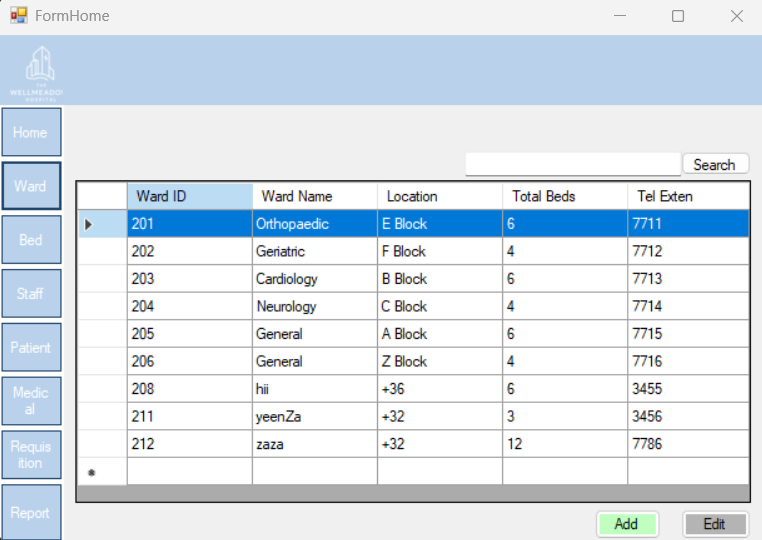 FormHome
THE
WELLMEADO
HOSPITAL
Home
Ward
Bed
Staff
Patient
Medic
al
Requis
ition
Report
Search
Ward ID Ward Name Location Total Beds Tel Exten
201 Orthopaedic E Block 6 7711
202 Geriatric F Block 4 7712
203 Cardiology B Block 6 7713
204 Neurology C Block 4 7714
205 General A Block 6 7715
206 General Z Block 4 7716
208 hii +36 6 3455
211 yeenZa +32 3 3456
212 zaza +32 12 7786
Add Edit